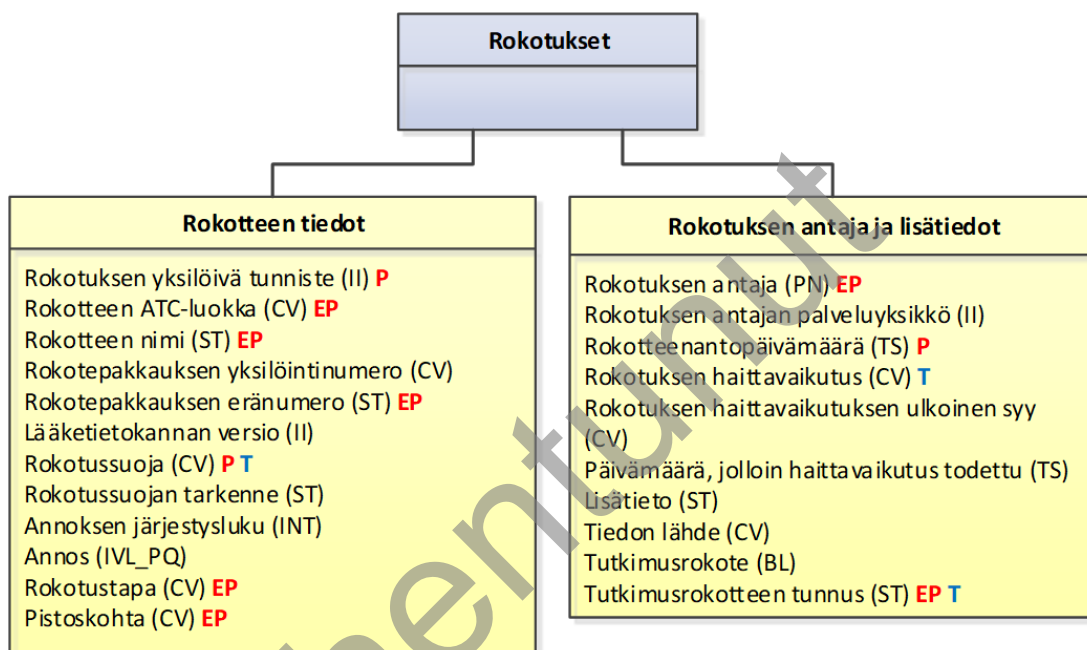 Rokotukset
Rokotteen tiedot
Rokotuksen yksilöivä tunniste (II) P
Rokotteen ATC-luokka (CV) EP
Rokotteen nimi (ST) EP
Rokotepakkauksen yksilöintinumero (CV)
Rokotepakkauksen eränumero (ST) EP
Lääketietokannan versio (II)
Rokotussuoja (CV) P T
Rokotussuojan tarkenne (ST)
Annoksen järjestysluku (INT)
Annos (IVL_PQ)
Rokotustapa (CV) EP
Pistoskohta (CV) EP
Rokotuksen antaja ja lisätiedot
Rokotuksen antaja (PN) EP
Rokotuksen antajan palveluyksikkö (II)
Rokotteenantopäivämäärä (TS) P
Rokotuksen haittavaikutus (CV) T
Rokotuksen haittavaikutuksen ulkoinen syy
(CV)
Päivämäärä, jolloin haittavaikutus todettu (TS)
Lisätieto (ST)
Tiedon lähde (CV)
Tutkimusrokote (BL)
Tutkimusrokotteen tunnus (ST) EP T